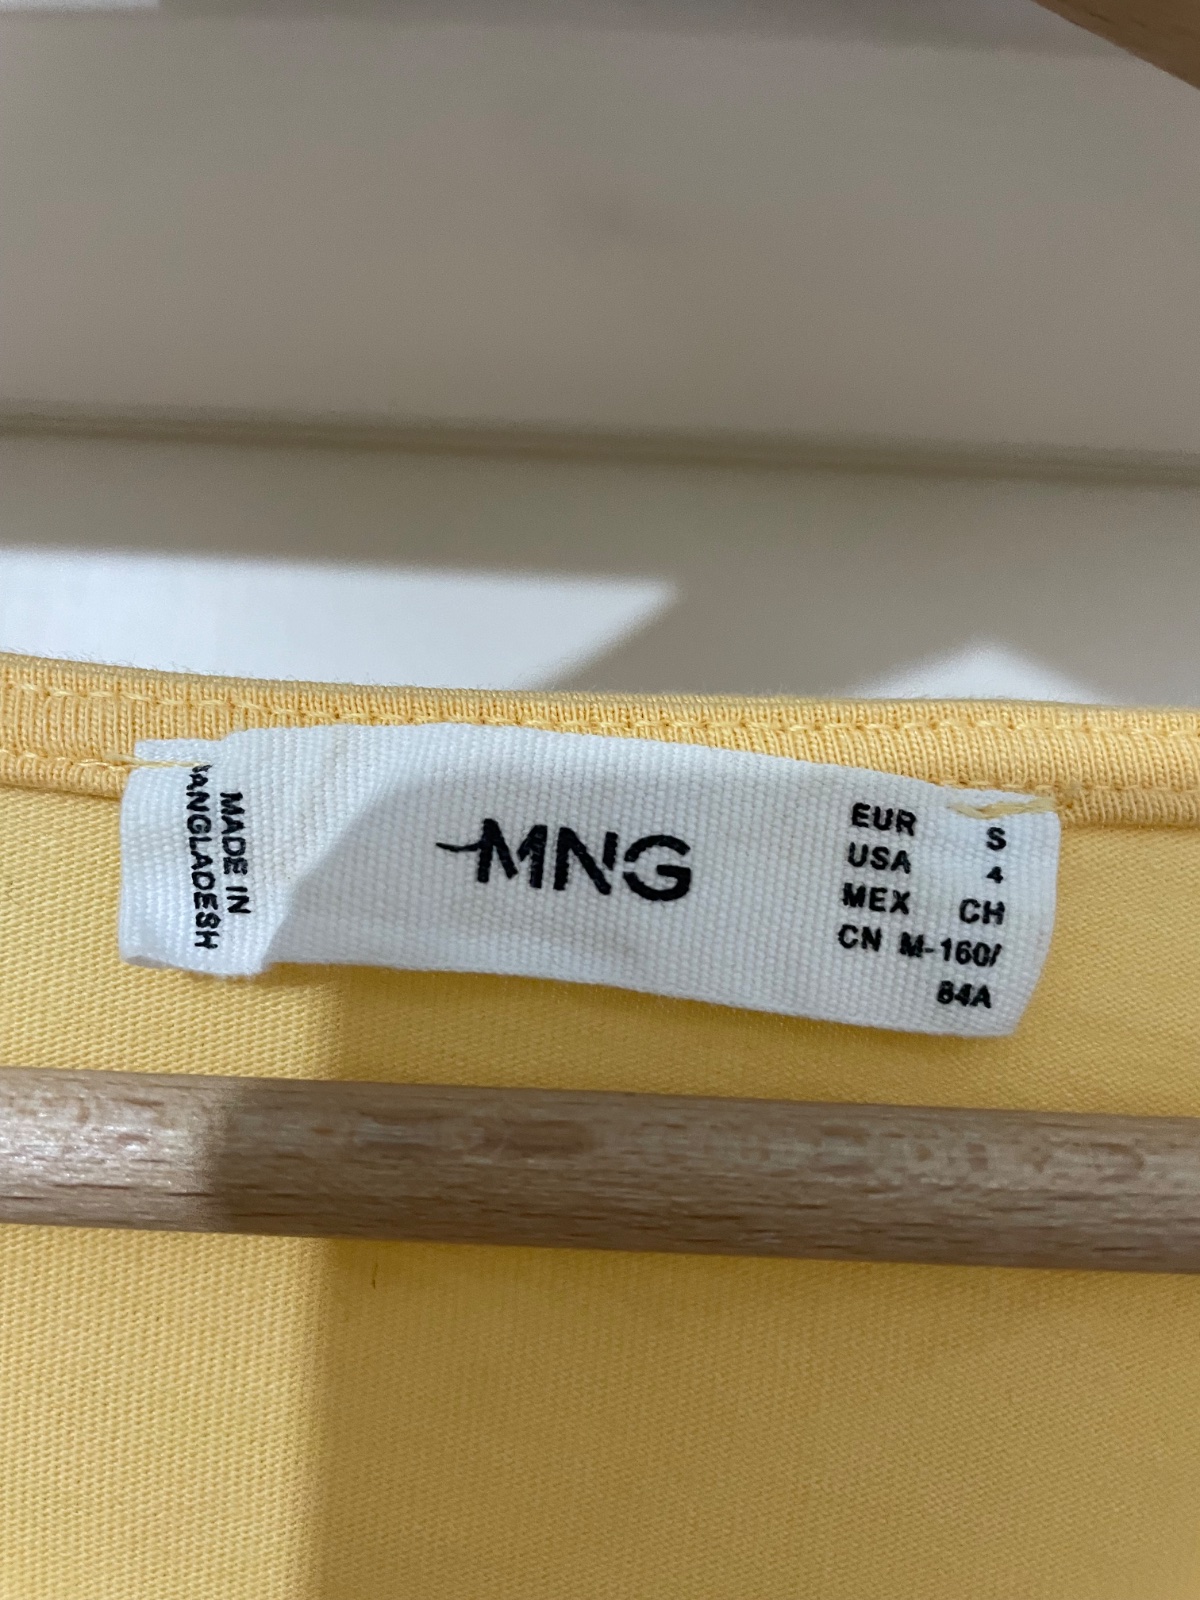 MADE IN
BANGLADESH
MNG
EUR S
USA 4
MEX CH
CN M-160/
84A